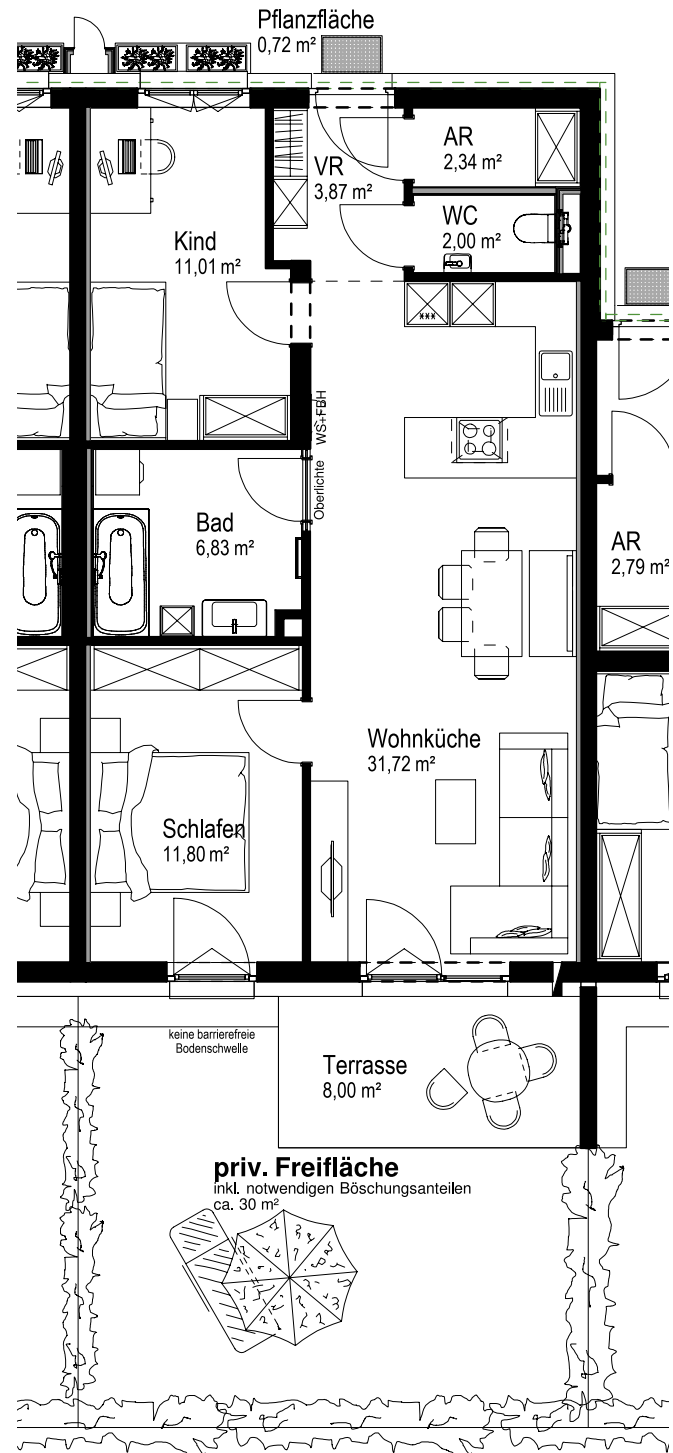 Pflanzfläche
0,72 m²
AR
2,34 m²
VR
3,87 m²
WC
2,00 m²
Kind
11,01 m²
***
WS+FBH
Oberlichte
Bad
6,83 m²
AR
2,79 m²
Wohnküche
31,72 m²
Schlafen
11,80 m²
keine barrierefreie
Bodenschwelle
Terrasse
8,00 m²
priv. Freifläche
inkl. notwendigen Böschungsanteilen
ca. 30 m²